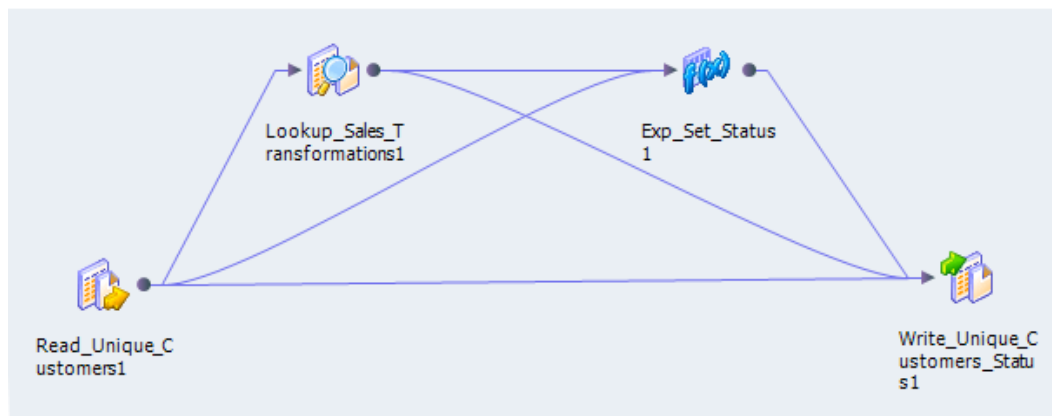 Lookup_Sales_T
ransformations1
f(x)
Exp_Set_Status
1
Read_Unique_C
ustomers1
Write_Unique_C
ustomers_Statu
s1